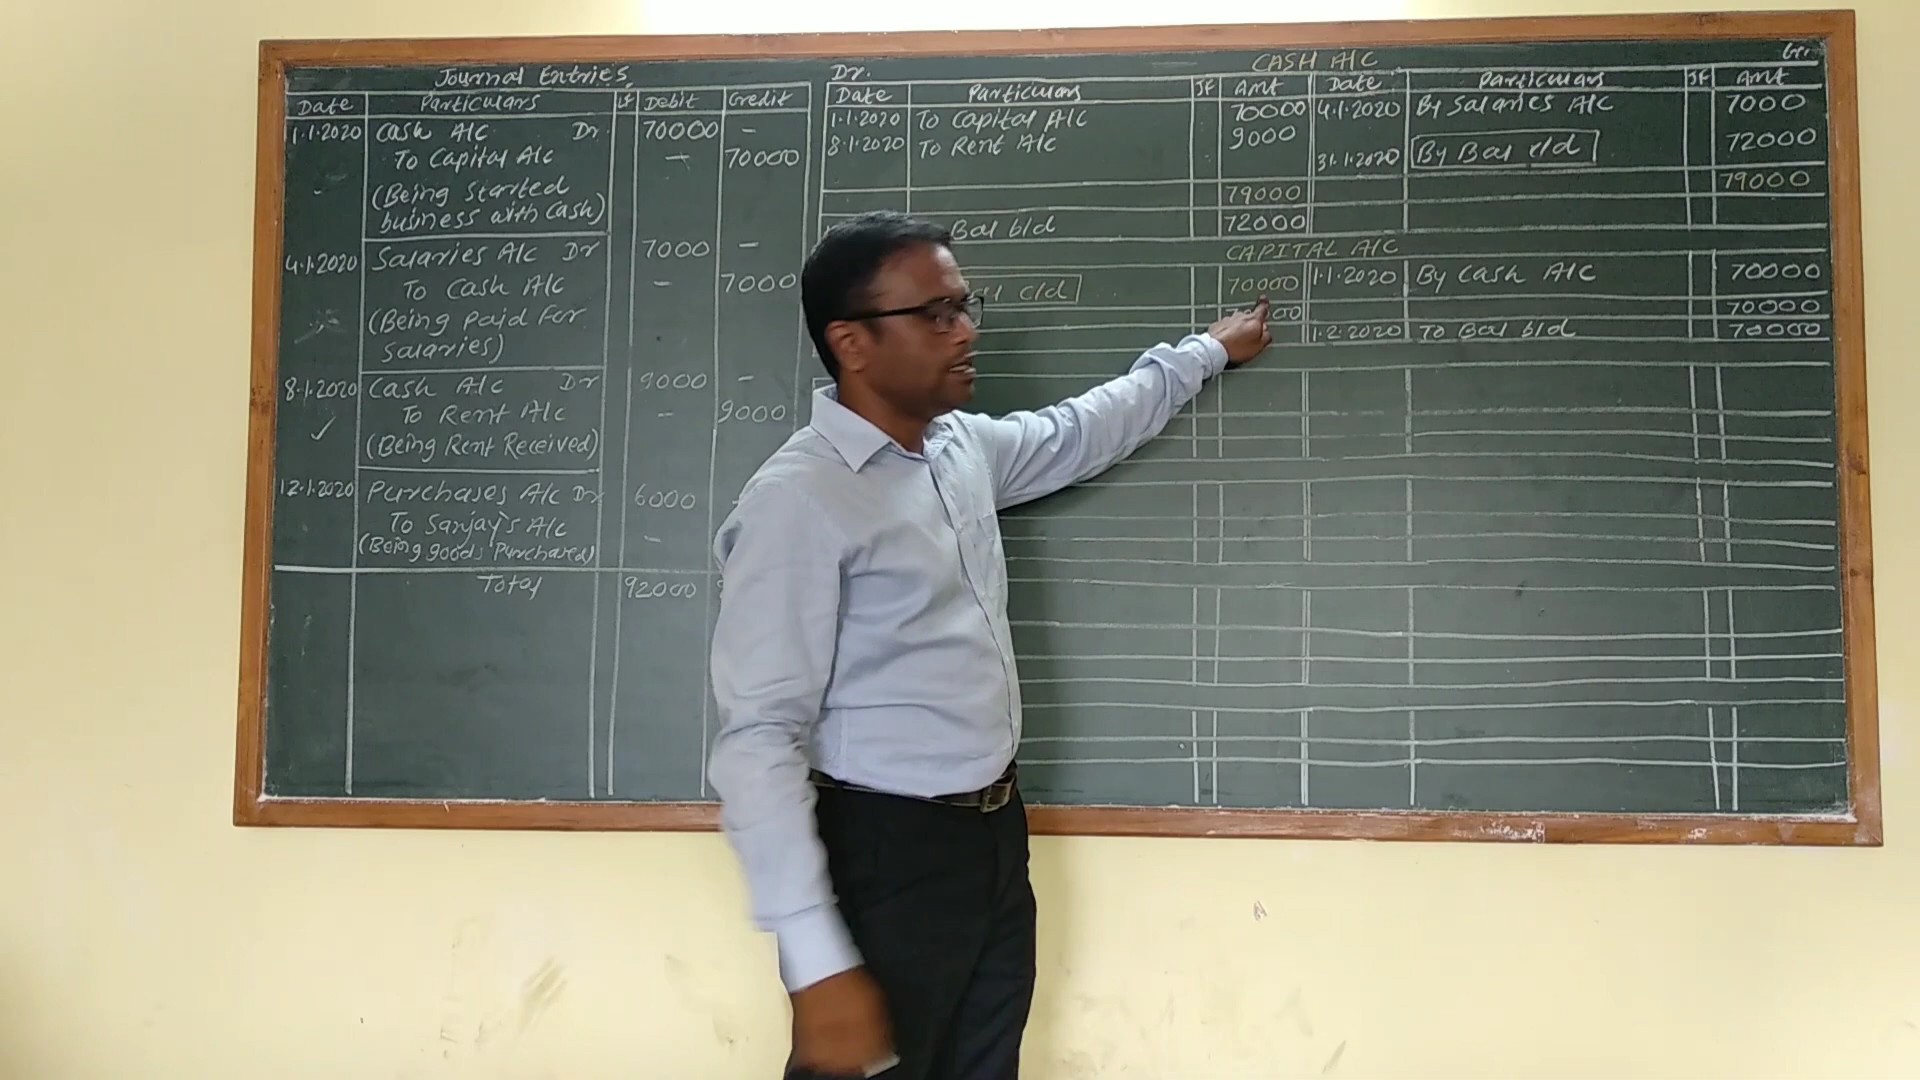 Journal Entries
Date Particulars LF Debit Credit
1.1.2020 Cash A/c Dr. 70000 -
To Capital A/c - 70000
(Being Started
business with Cash)
4.1.2020 Salaries A/c Dr 7000 -
To Cash A/c - 7000
(Being Paid for
salaries)
8.1.2020 Cash A/c Dr 9000 -
To Rent A/c - 9000
(Being Rent Received)
12.1.2020 Purchases A/c Dr 6000
To Sanjay's A/c -
(Being goods Purchased)
Total 92000
Dr. CASH A/C Cr.
Date Particulars JF Amt Date Particulars JF Amt
1.1.2020 To Capital A/c 70000 4.1.2020 By Salaries A/c 7000
8.1.2020 To Rent A/c 9000 31.1.2020 By Bal c/d 72000
79000 79000
Bal b/d 72000
CAPITAL A/C
c/d 70000 1.1.2020 By Cash A/c 70000
70000
1.2.2020 To Bal b/d 70000